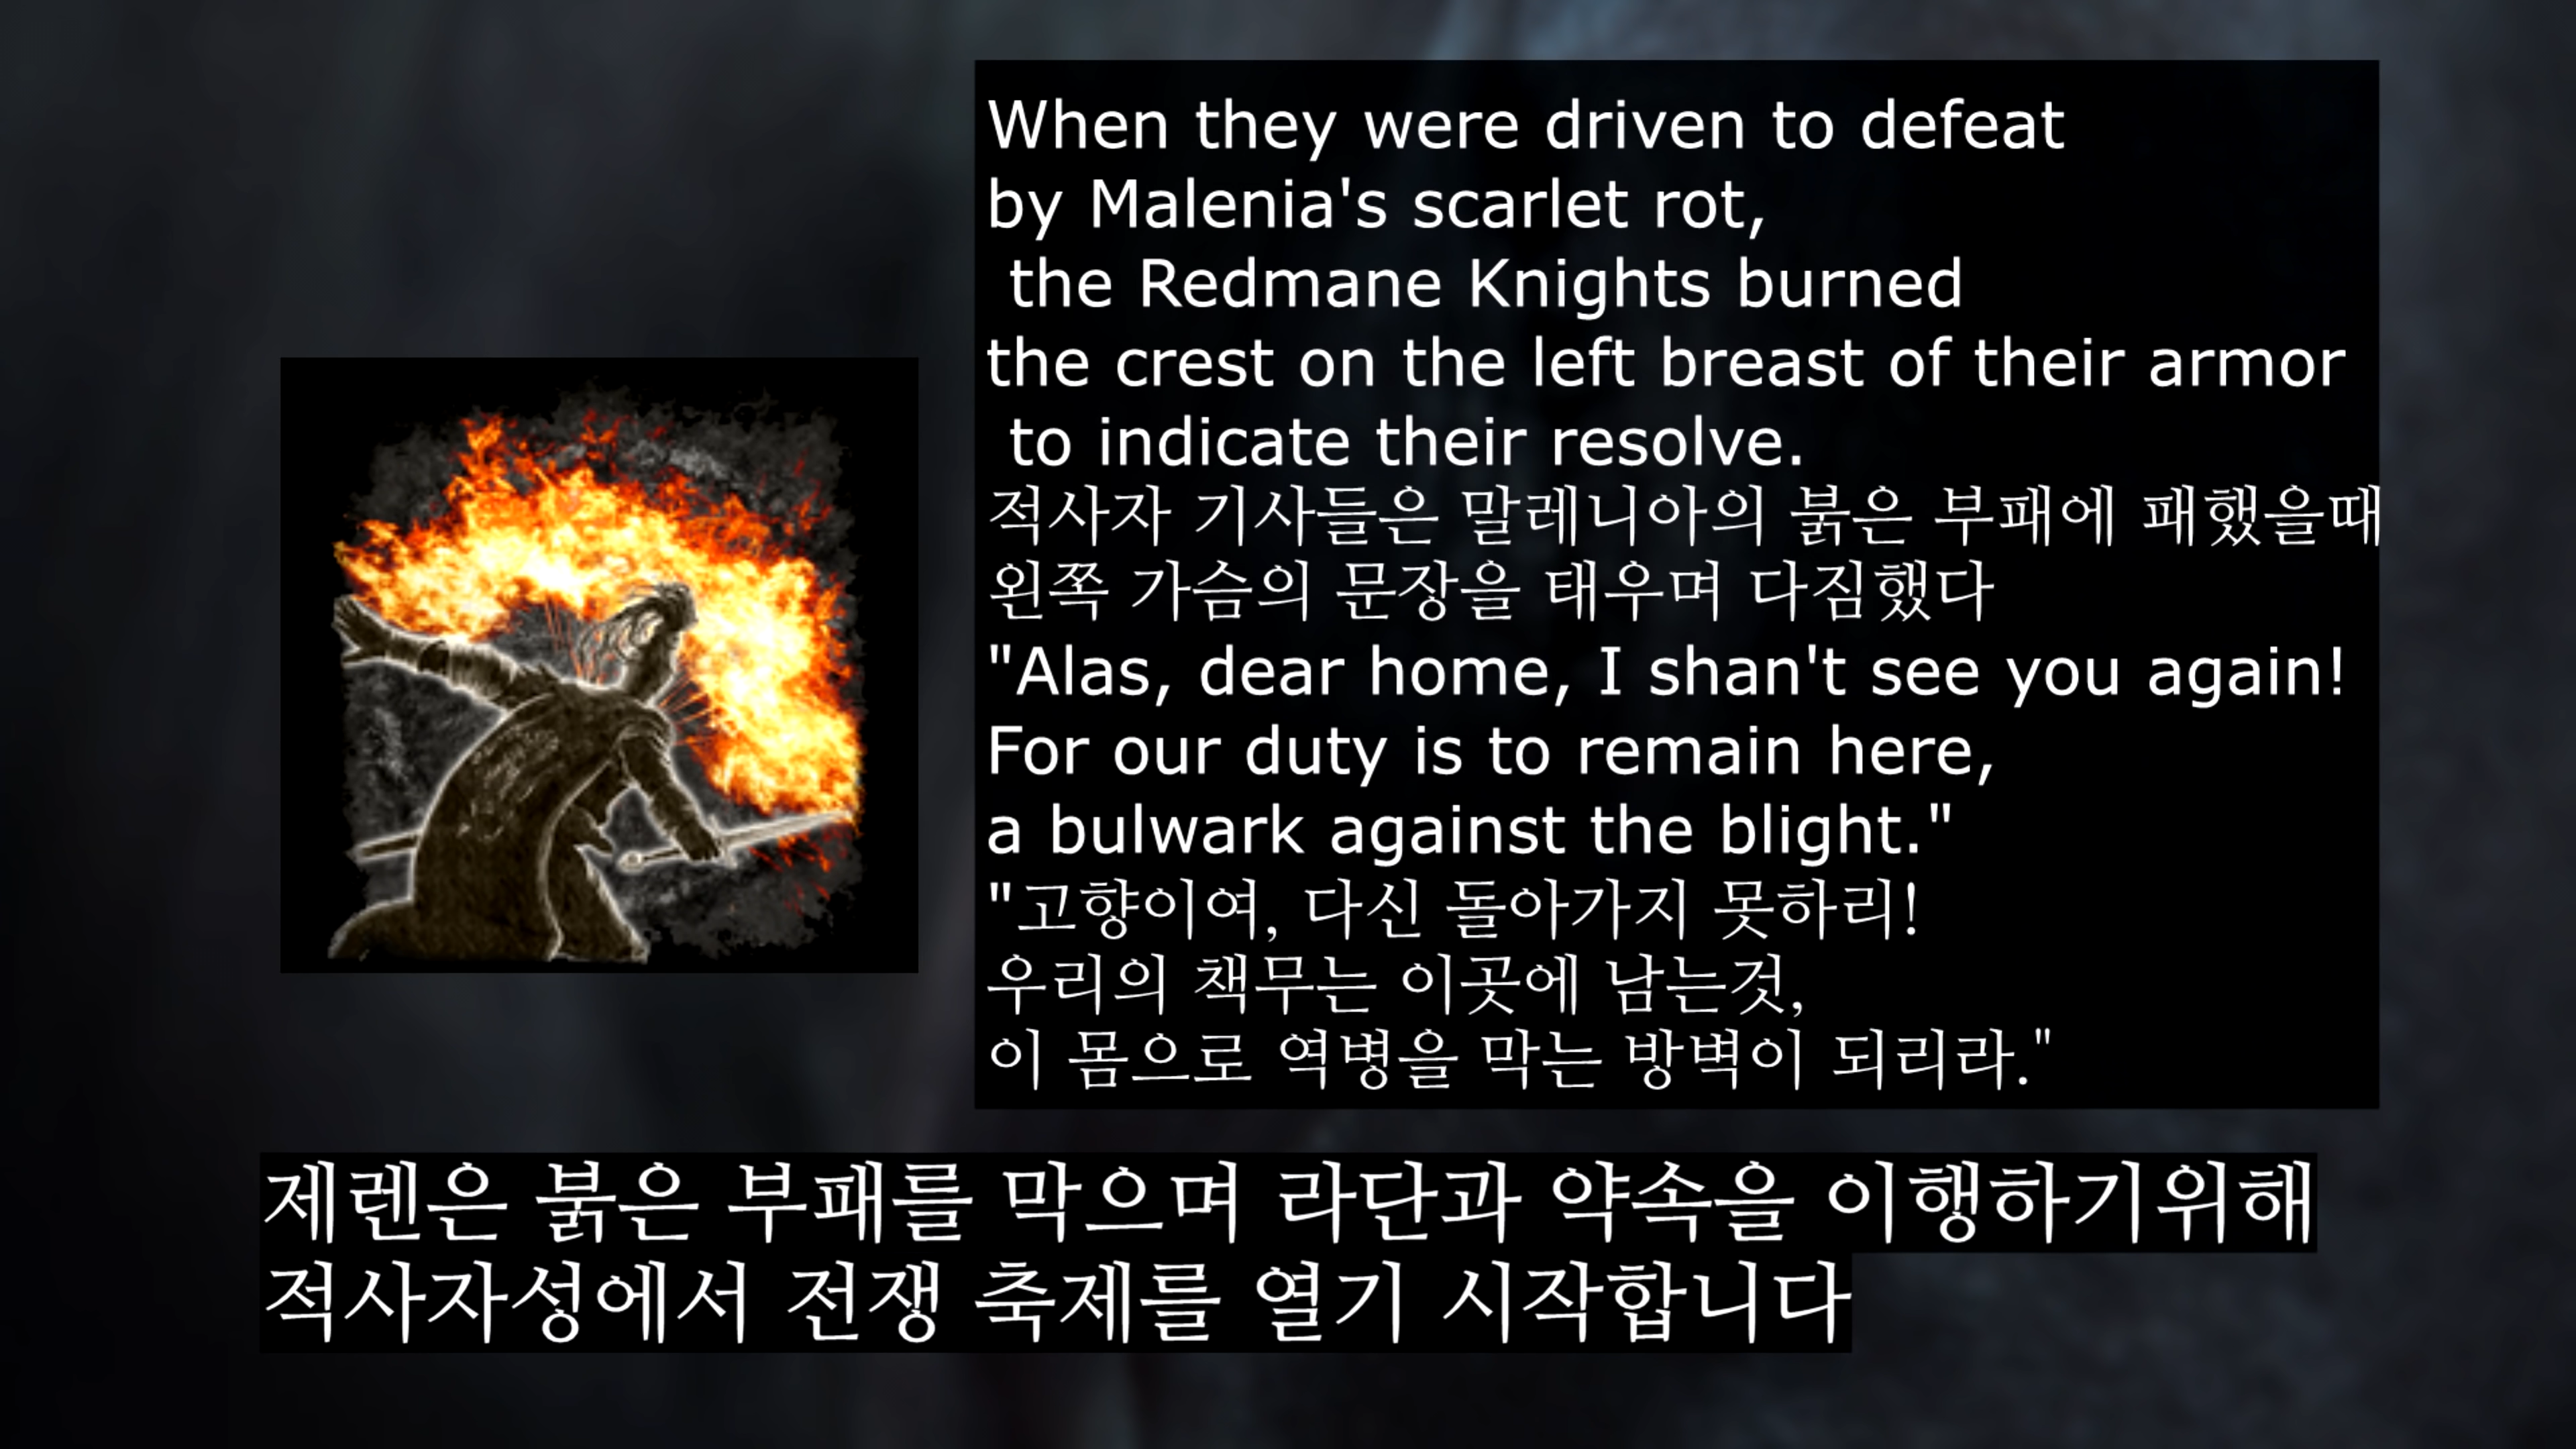 When they were driven to defeat
by Malenia's scarlet rot,
the Redmane Knights burned
the crest on the left breast of their armor
to indicate their resolve.
적사자 기사들은 말레니아의 붉은 부패에 패했을때
왼쪽 가슴의 문장을 태우며 다짐했다
"Alas, dear home, I shan't see you again!
For our duty is to remain here,
a bulwark against the blight."
"고향이여, 다신 돌아가지 못하리!
우리의 책무는 이곳에 남는것,
이 몸으로 역병을 막는 방벽이 되리라."
제렌은 붉은 부패를 막으며 라단과 약속을 이행하기위해
적사자성에서 전쟁 축제를 열기 시작합니다